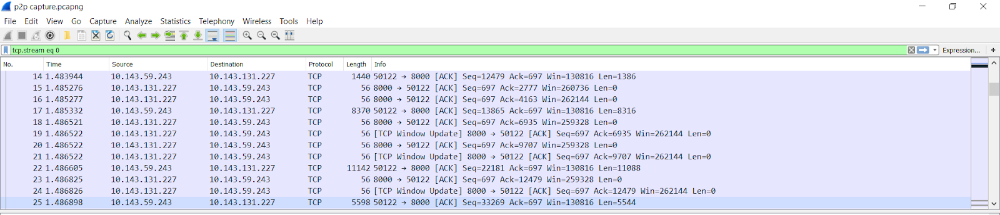 p2p capture.pcapng
File Edit View Go Capture Analyze Statistics Telephony Wireless Tools Help
tcp.stream eq 0 Expression... +
No. Time Source Destination Protocol Length Info
14 1.483944 10.143.59.243 10.143.131.227 TCP 1440 50122 → 8000 [ACK] Seq=12479 Ack=697 Win=130816 Len=1386
15 1.485276 10.143.131.227 10.143.59.243 TCP 56 8000 → 50122 [ACK] Seq=697 Ack=2777 Win=260736 Len=0
16 1.485277 10.143.131.227 10.143.59.243 TCP 56 8000 → 50122 [ACK] Seq=697 Ack=4163 Win=262144 Len=0
17 1.485332 10.143.59.243 10.143.131.227 TCP 8370 50122 → 8000 [ACK] Seq=13865 Ack=697 Win=130816 Len=8316
18 1.486521 10.143.131.227 10.143.59.243 TCP 56 8000 → 50122 [ACK] Seq=697 Ack=6935 Win=259328 Len=0
19 1.486522 10.143.131.227 10.143.59.243 TCP 56 [TCP Window Update] 8000 → 50122 [ACK] Seq=697 Ack=6935 Win=262144 Len=0
20 1.486522 10.143.131.227 10.143.59.243 TCP 56 8000 → 50122 [ACK] Seq=697 Ack=9707 Win=259328 Len=0
21 1.486522 10.143.131.227 10.143.59.243 TCP 56 [TCP Window Update] 8000 → 50122 [ACK] Seq=697 Ack=9707 Win=262144 Len=0
22 1.486605 10.143.59.243 10.143.131.227 TCP 11142 50122 → 8000 [ACK] Seq=22181 Ack=697 Win=130816 Len=11088
23 1.486825 10.143.131.227 10.143.59.243 TCP 56 8000 → 50122 [ACK] Seq=697 Ack=12479 Win=259328 Len=0
24 1.486826 10.143.131.227 10.143.59.243 TCP 56 [TCP Window Update] 8000 → 50122 [ACK] Seq=697 Ack=12479 Win=262144 Len=0
25 1.486898 10.143.59.243 10.143.131.227 TCP 5598 50122 → 8000 [ACK] Seq=33269 Ack=697 Win=130816 Len=5544